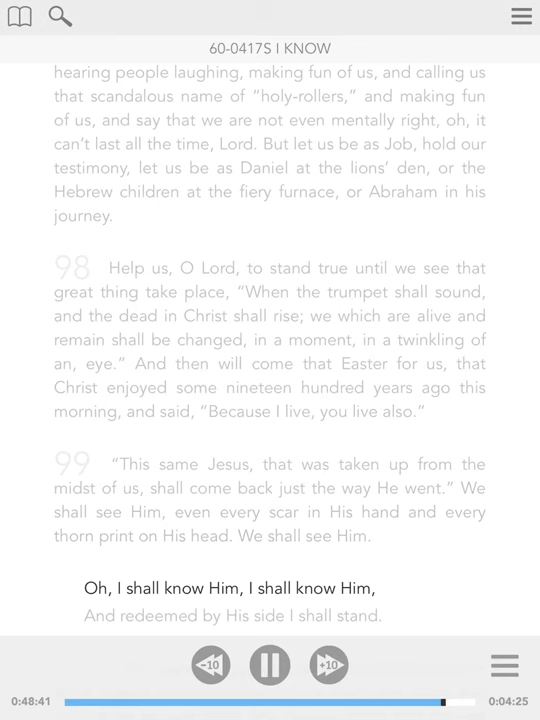 60-0417S I KNOW
hearing people laughing, making fun of us, and calling us
that scandalous name of “holy-rollers,” and making fun
of us, and say that we are not even mentally right, oh, it
can’t last all the time, Lord. But let us be as Job, hold our
testimony, let us be as Daniel at the lions’ den, or the
Hebrew children at the fiery furnace, or Abraham in his
journey.
98 Help us, O Lord, to stand true until we see that
great thing take place, “When the trumpet shall sound,
and the dead in Christ shall rise; we which are alive and
remain shall be changed, in a moment, in a twinkling of
an, eye.” And then will come that Easter for us, that
Christ enjoyed some nineteen hundred years ago this
morning, and said, “Because I live, you live also.”
99 “This same Jesus, that was taken up from the
midst of us, shall come back just the way He went.” We
shall see Him, even every scar in His hand and every
thorn print on His head. We shall see Him.
Oh, I shall know Him, I shall know Him,
And redeemed by His side I shall stand.
-10
+10
0:48:41
0:04:25